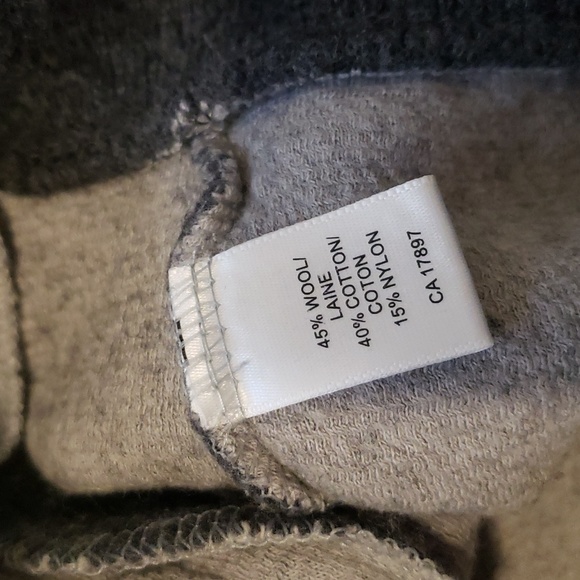 45% WOOL/
LAINE
40% COTTON/
COTON
15% NYLON
CA 17897